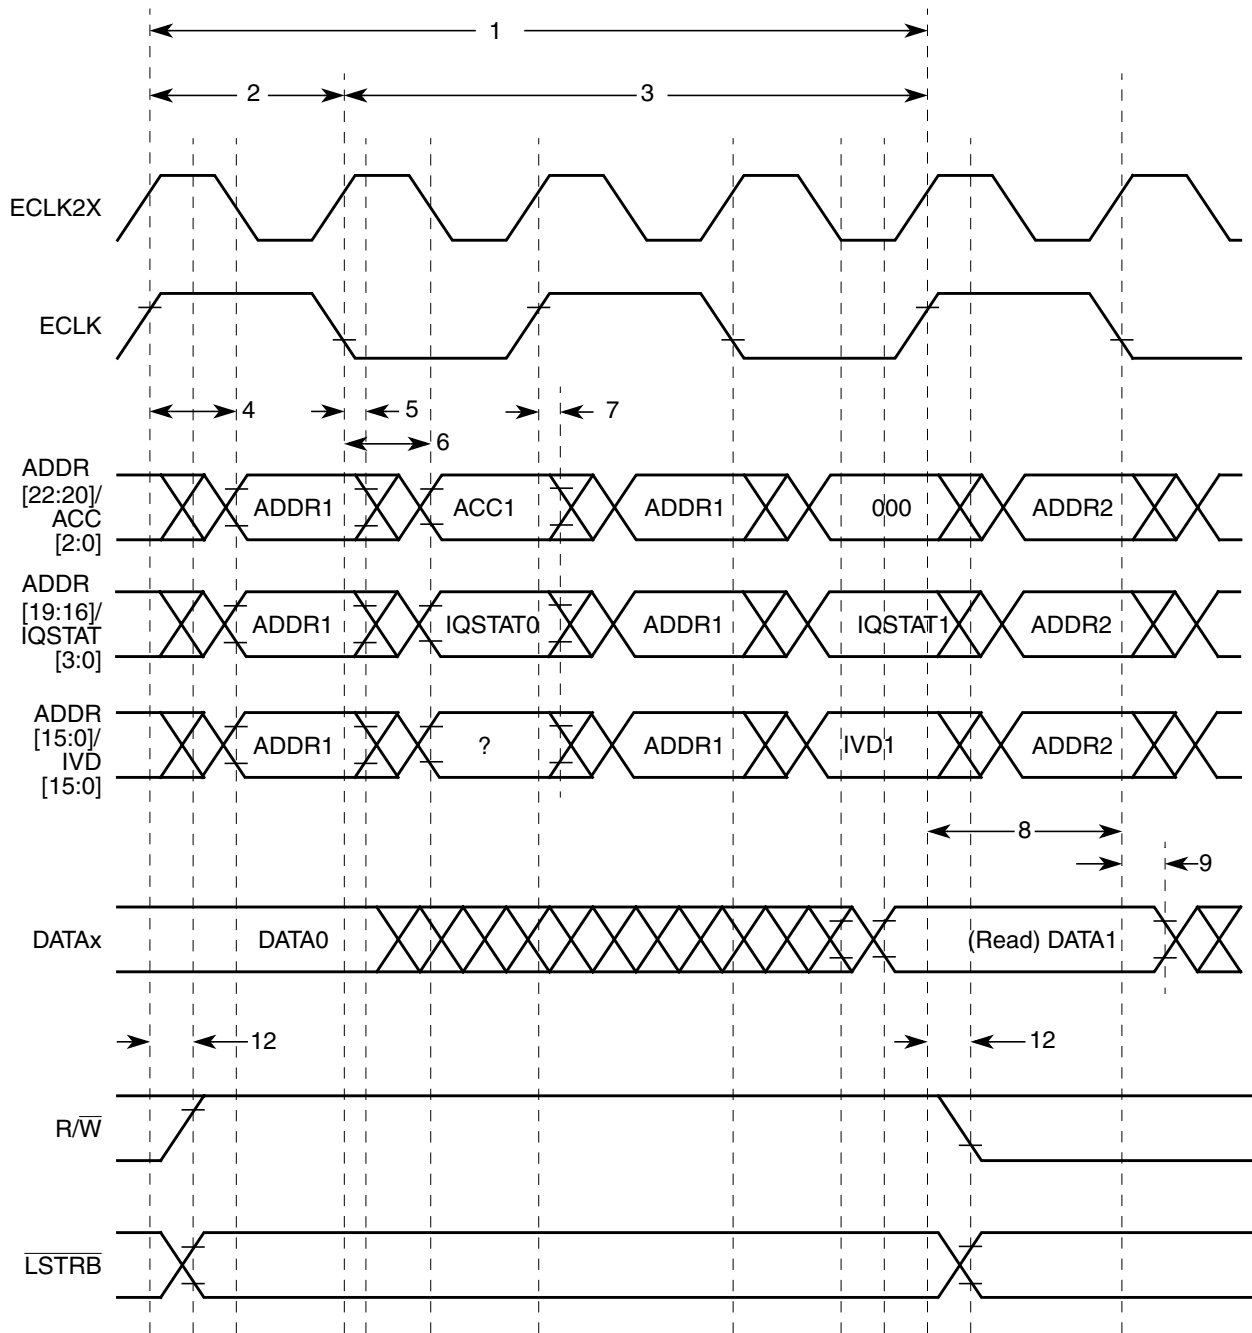 1
2 3
ECLK2X
ECLK
4 5 7
6
ADDR
[22:20]/
ACC
[2:0]
ADDR1 ACC1 ADDR1 000 ADDR2
ADDR
[19:16]/
IQSTAT
[3:0]
ADDR1 IQSTAT0 ADDR1 IQSTAT1 ADDR2
ADDR
[15:0]/
IVD
[15:0]
ADDR1 ? ADDR1 IVD1 ADDR2
8
9
DATAx DATA0 (Read) DATA1
12 12
R/W̅
L̅S̅T̅R̅B̅